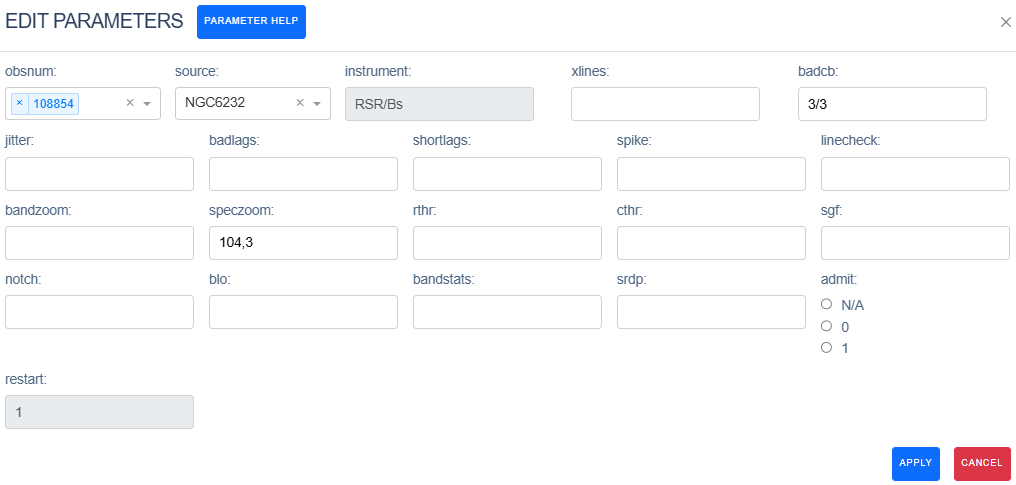 EDIT PARAMETERS PARAMETER HELP ×
obsnum: source: instrument: xlines: badcb:
× 108854 × NGC6232 × RSR/Bs 3/3
jitter: badlags: shortlags: spike: linecheck:
bandzoom: speczoom: rthr: cthr: sgf:
104,3
notch: blo: bandstats: srdp: admit:
N/A
0
1
restart:
1
APPLY CANCEL